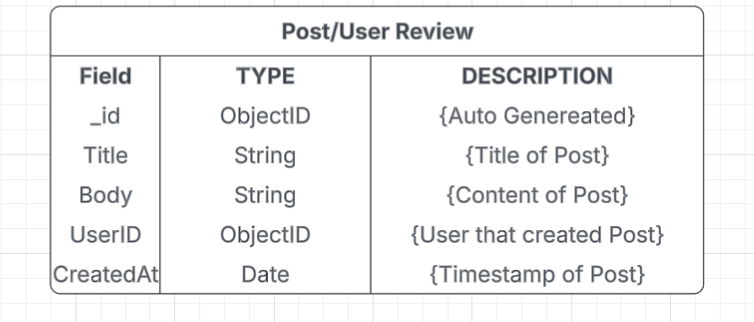 Post/User Review
Field TYPE DESCRIPTION
_id ObjectID {Auto Genereated}
Title String {Title of Post}
Body String {Content of Post}
UserID ObjectID {User that created Post}
CreatedAt Date {Timestamp of Post}